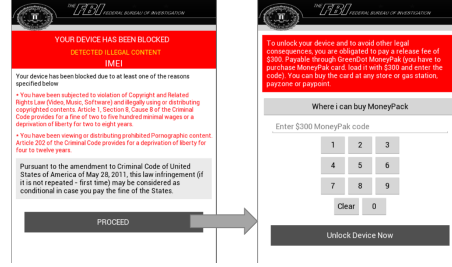 THE FBI FEDERAL BUREAU OF INVESTIGATION
YOUR DEVICE HAS BEEN BLOCKED
DETECTED ILLEGAL CONTENT
IMEI
Your device has been blocked due to at least one of the reasons
specified below
• You have been subjected to violation of Copyright and Related
Rights Law (Video, Music, Software) and illegally using or distributing
copyrighted contents. Article 1, Section 8, Cause 8 of the Criminal
Code provides for a fine of two to five hundred minimal wages or a
deprivation of liberty for two to eight years.
• You have been viewing or distributing prohibited Pornographic content
Article 202 of the Criminal Code provides for a deprivation of liberty for
four to twelve years.
Pursuant to the amendment to Criminal Code of United
States of America of May 28, 2011, this law infringement (if
it is not repeated - first time) may be considered as
conditional in case you pay the fine of the States.
PROCEED
THE FBI FEDERAL BUREAU OF INVESTIGATION
To unlock your device and to avoid other legal
consequences, you are obligated to pay a release fee of
$300. Payable through GreenDot MoneyPak (you have to
purchase MoneyPak card, load it with $300 and enter the
code). You can buy the card at any store or gas station,
payzone or paypoint.
Where i can buy MoneyPack
Enter $300 MoneyPak code
1 2 3
4 5 6
7 8 9
Clear 0
Unlock Device Now